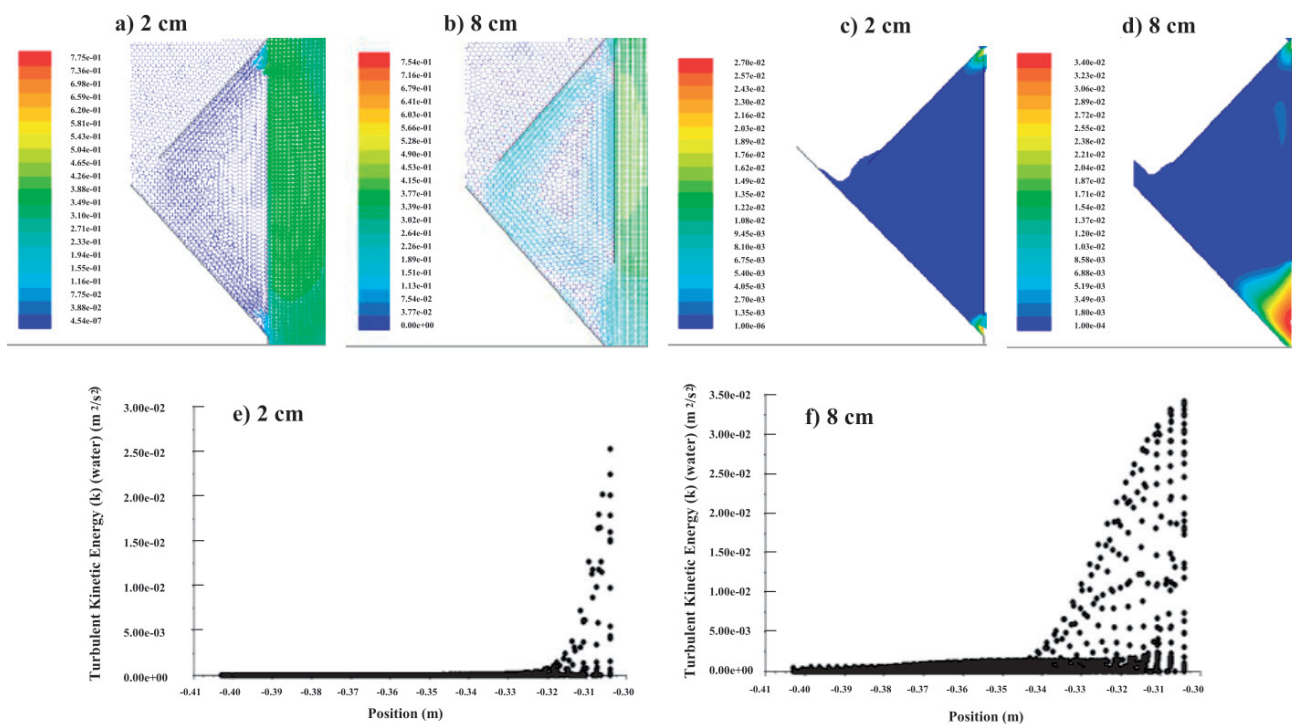 a) 2 cm
7.75e-01
7.36e-01
6.98e-01
6.59e-01
6.20e-01
5.81e-01
5.43e-01
5.04e-01
4.65e-01
4.26e-01
3.88e-01
3.49e-01
3.10e-01
2.71e-01
2.33e-01
1.94e-01
1.55e-01
1.16e-01
7.75e-02
3.88e-02
4.54e-07
b) 8 cm
7.54e-01
7.16e-01
6.79e-01
6.41e-01
6.03e-01
5.66e-01
5.28e-01
4.90e-01
4.53e-01
4.15e-01
3.77e-01
3.39e-01
3.02e-01
2.64e-01
2.26e-01
1.89e-01
1.51e-01
1.13e-01
7.54e-02
3.77e-02
0.00e+00
c) 2 cm
2.70e-02
2.57e-02
2.43e-02
2.30e-02
2.16e-02
2.03e-02
1.89e-02
1.76e-02
1.62e-02
1.49e-02
1.35e-02
1.22e-02
1.08e-02
9.45e-03
8.10e-03
6.75e-03
5.40e-03
4.05e-03
2.70e-03
1.35e-03
1.00e-06
d) 8 cm
3.40e-02
3.23e-02
3.06e-02
2.89e-02
2.72e-02
2.55e-02
2.38e-02
2.21e-02
2.04e-02
1.87e-02
1.71e-02
1.54e-02
1.37e-02
1.20e-02
1.03e-02
8.58e-03
6.88e-03
5.19e-03
3.49e-03
1.80e-03
1.00e-04
e) 2 cm
Turbulent Kinetic Energy (k) (water) (m²/s²)
3.00e-02
2.50e-02
2.00e-02
1.50e-02
1.00e-02
5.00e-03
0.00e+00
-0.41 -0.40 -0.39 -0.38 -0.37 -0.36 -0.35 -0.34 -0.33 -0.32 -0.31 -0.30
Position (m)
f) 8 cm
Turbulent Kinetic Energy (k) (water) (m²/s²)
3.50e-02
3.00e-02
2.50e-02
2.00e-02
1.50e-02
1.00e-02
5.00e-03
0.00e+00
-0.41 -0.40 -0.39 -0.38 -0.37 -0.36 -0.35 -0.34 -0.33 -0.32 -0.31 -0.30
Position (m)